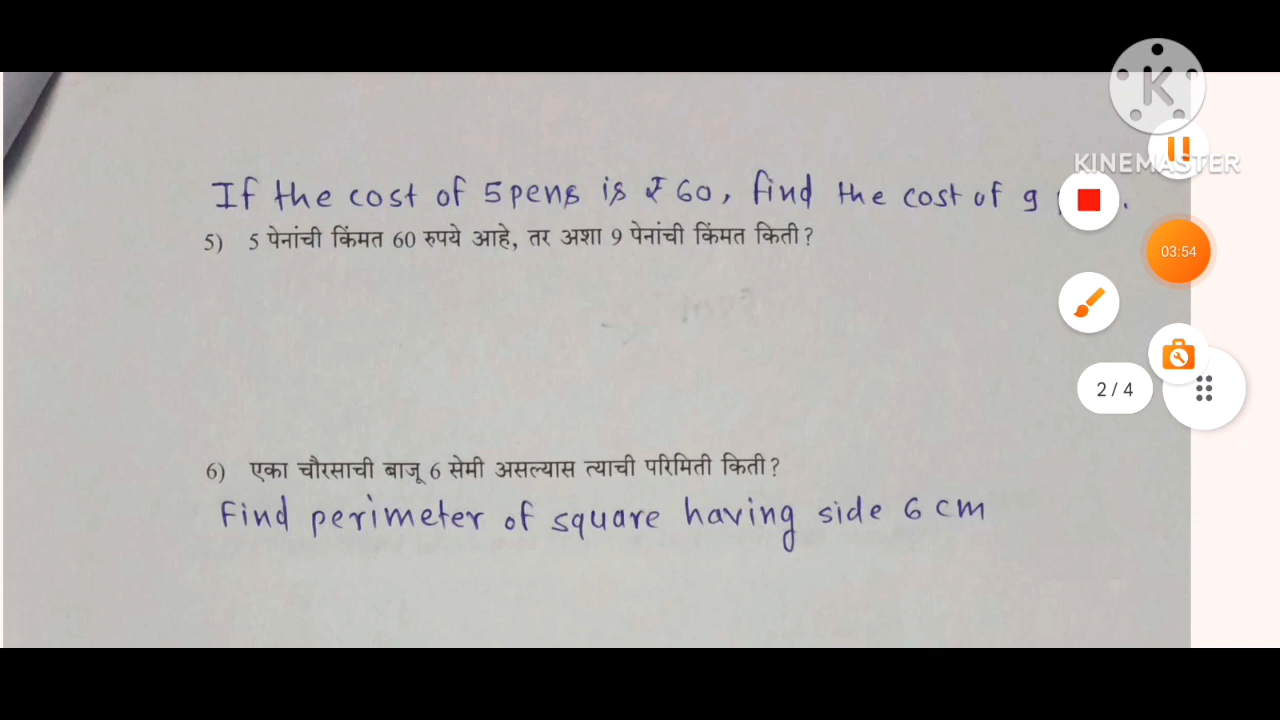 If the cost of 5 pens is ₹ 60, find the cost of 9
5) 5 पेनांची किंमत 60 रुपये आहे, तर अशा 9 पेनांची किंमत किती?
6) एका चौरसाची बाजू 6 सेमी असल्यास त्याची परिमिती किती?
Find perimeter of square having side 6 cm
KINEMASTER
03:54
2 / 4